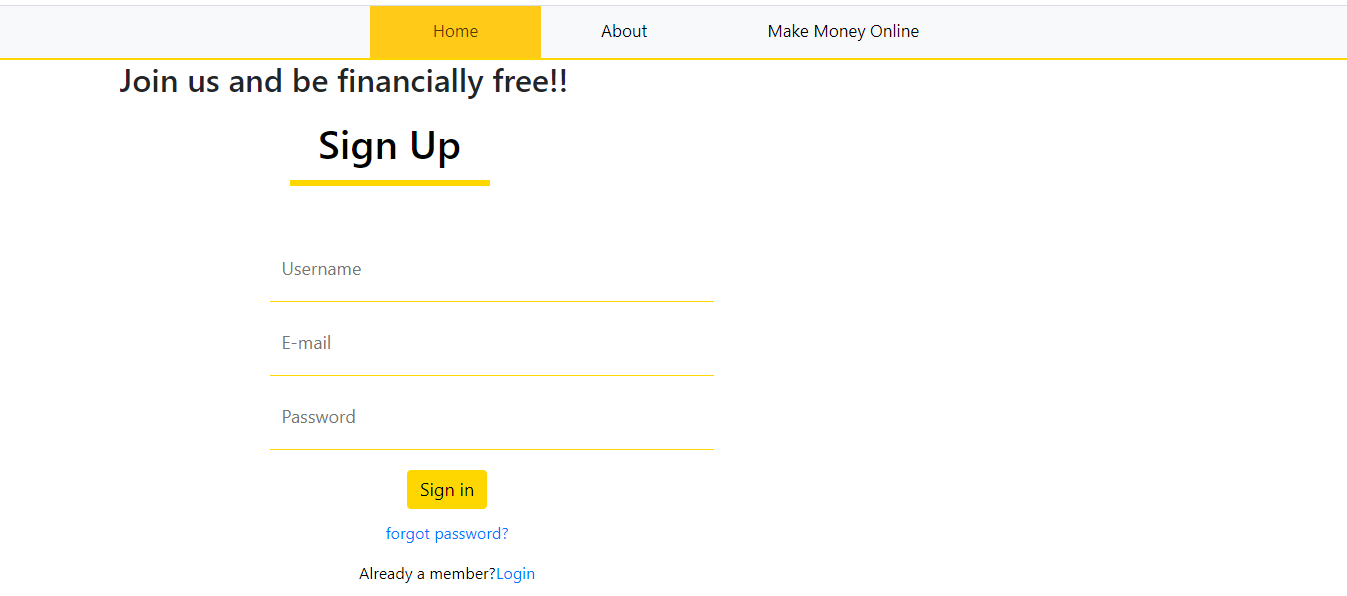 Home About Make Money Online
Join us and be financially free!!
Sign Up
Username
E-mail
Password
Sign in
forgot password?
Already a member?Login